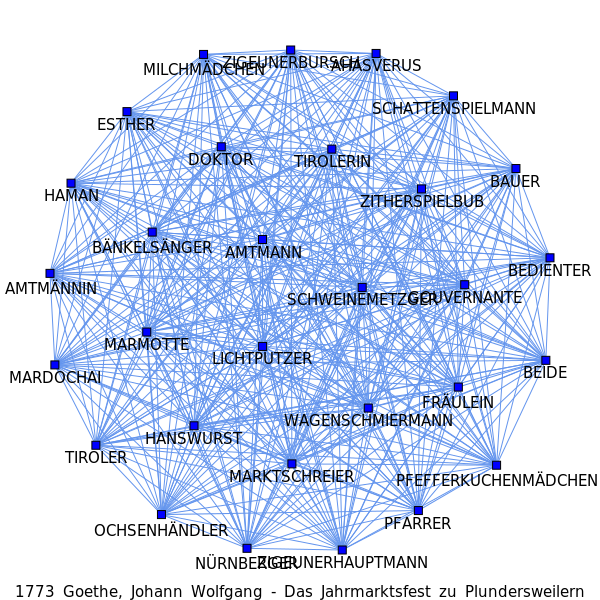 ZIGEUNERBURSCH
AHASVERUS
MILCHMÄDCHEN
SCHATTENSPIELMANN
ESTHER
DOKTOR
TIROLERIN
BAUER
HAMAN
ZITHERSPIELBUB
BÄNKELSÄNGER
AMTMANN
BEDIENTER
AMTMÄNNIN
SCHWEINEMETZGER
GOUVERNANTE
MARMOTTE
LICHTPUTZER
BEIDE
MARDOCHAI
FRÄULEIN
WAGENSCHMIERMANN
HANSWURST
TIROLER
MARKTSCHREIER
PFEFFERKUCHENMÄDCHEN
PFARRER
OCHSENHÄNDLER
NÜRNBERGER
ZIGEUNERHAUPTMANN
1773 Goethe, Johann Wolfgang - Das Jahrmarktsfest zu Plundersweilern